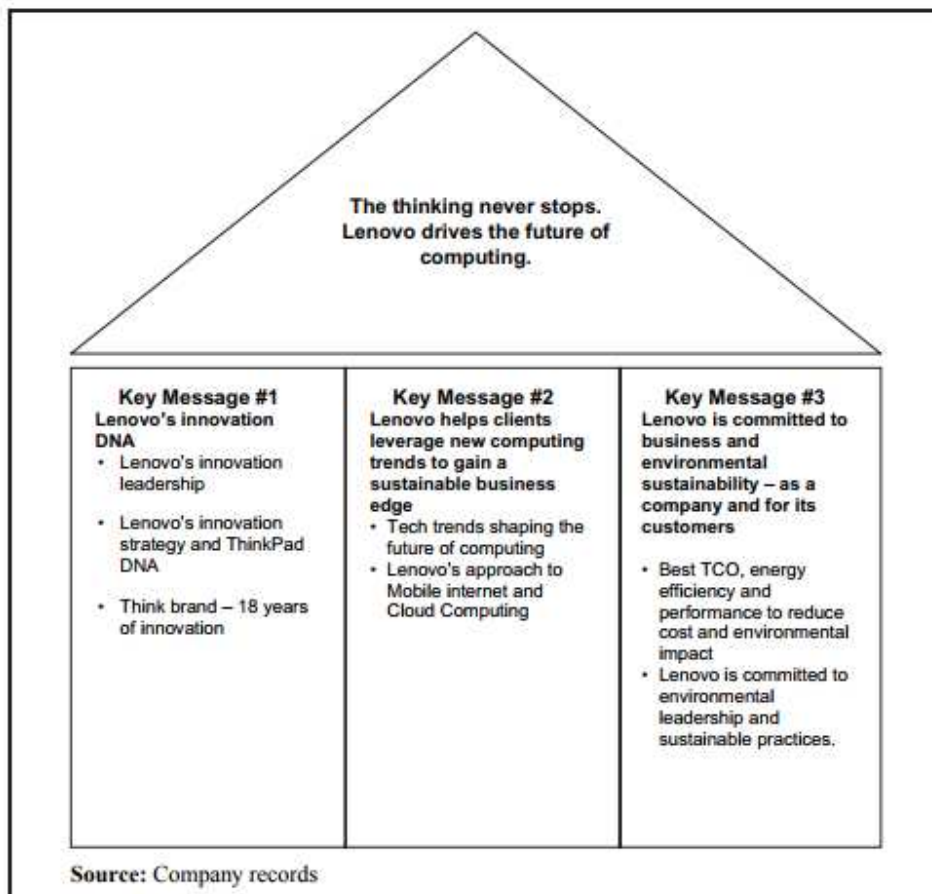 The thinking never stops.
Lenovo drives the future of
computing.
Key Message #1
Lenovo's innovation
DNA
• Lenovo's innovation
leadership
• Lenovo's innovation
strategy and ThinkPad
DNA
• Think brand – 18 years
of innovation
Key Message #2
Lenovo helps clients
leverage new computing
trends to gain a
sustainable business
edge
• Tech trends shaping the
future of computing
• Lenovo's approach to
Mobile internet and
Cloud Computing
Key Message #3
Lenovo is committed to
business and
environmental
sustainability – as a
company and for its
customers
• Best TCO, energy
efficiency and
performance to reduce
cost and environmental
impact
• Lenovo is committed to
environmental
leadership and
sustainable practices.
Source: Company records